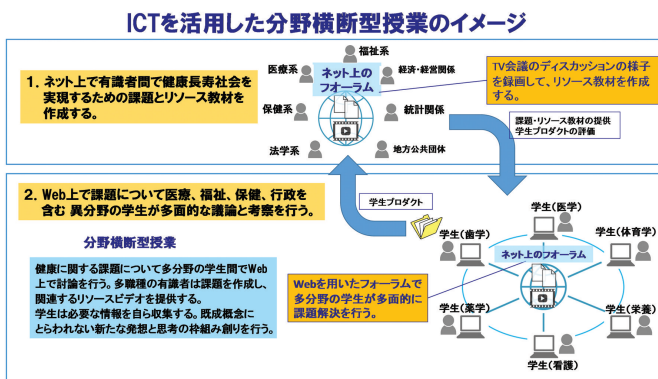 ICTを活用した分野横断型授業のイメージ
1．ネット上で有識者間で健康長寿社会を
実現するための課題とリソース教材を
作成する。
福祉系
医療系
経済・経営関係
ネット上の
フォーラム
保健系
統計関係
法学系
地方公共団体
TV会議のディスカッションの様子
を録画して、リソース教材を作成
する。
課題・リソース教材の提供
学生プロダクトの評価
2．Web上で課題について医療、福祉、保健、行政を
含む 異分野の学生が多面的な議論と考察を行う。
学生プロダクト
分野横断型授業
健康に関する課題について多分野の学生間でWeb
上で討論を行う。多職種の有識者は課題を作成し、
関連するリソースビデオを提供する。
学生は必要な情報を自ら収集する。既成概念に
とらわれない新たな発想と思考の枠組み創りを行う。
Webを用いたフォーラムで
多分野の学生が多面的に
課題解決を行う。
学生(医学)
学生(歯学)
学生(体育学)
ネット上のフォーラム
学生(薬学)
学生(栄養)
学生(看護)